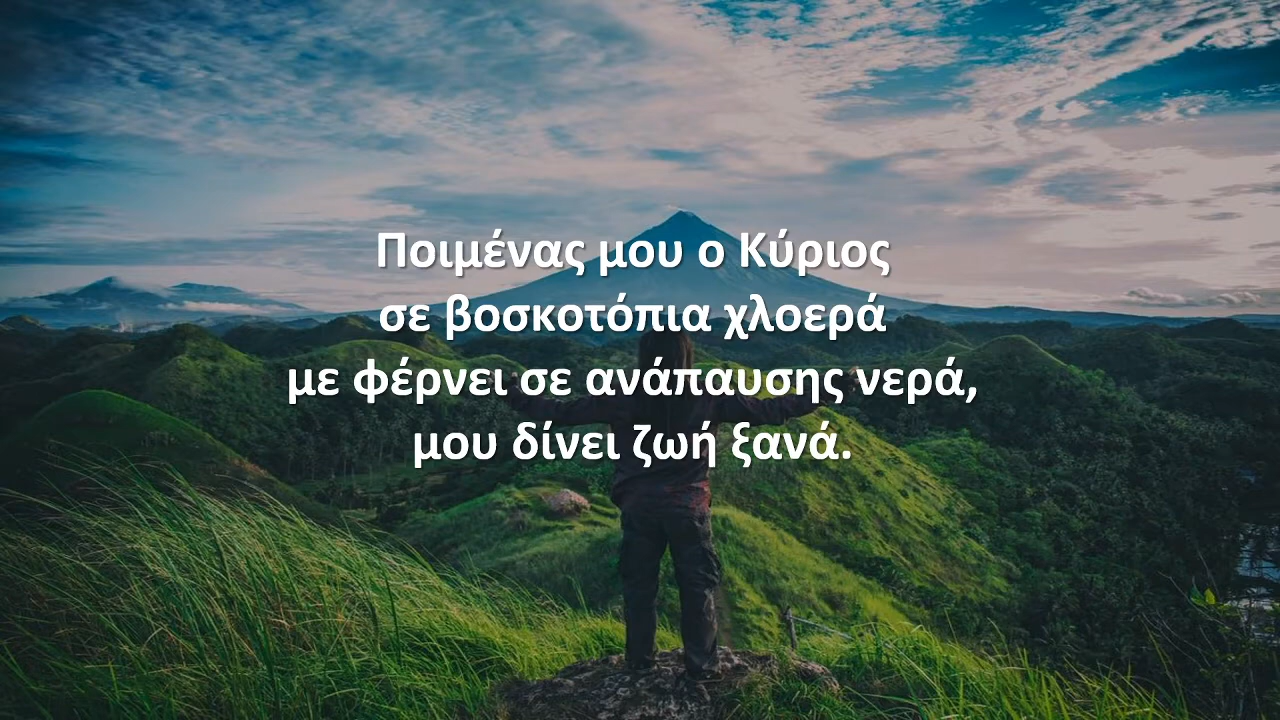 Ποιμένας μου ο Κύριος
σε βοσκοτόπια χλοερά
με φέρνει σε ανάπαυσης νερά,
μου δίνει ζωή ξανά.